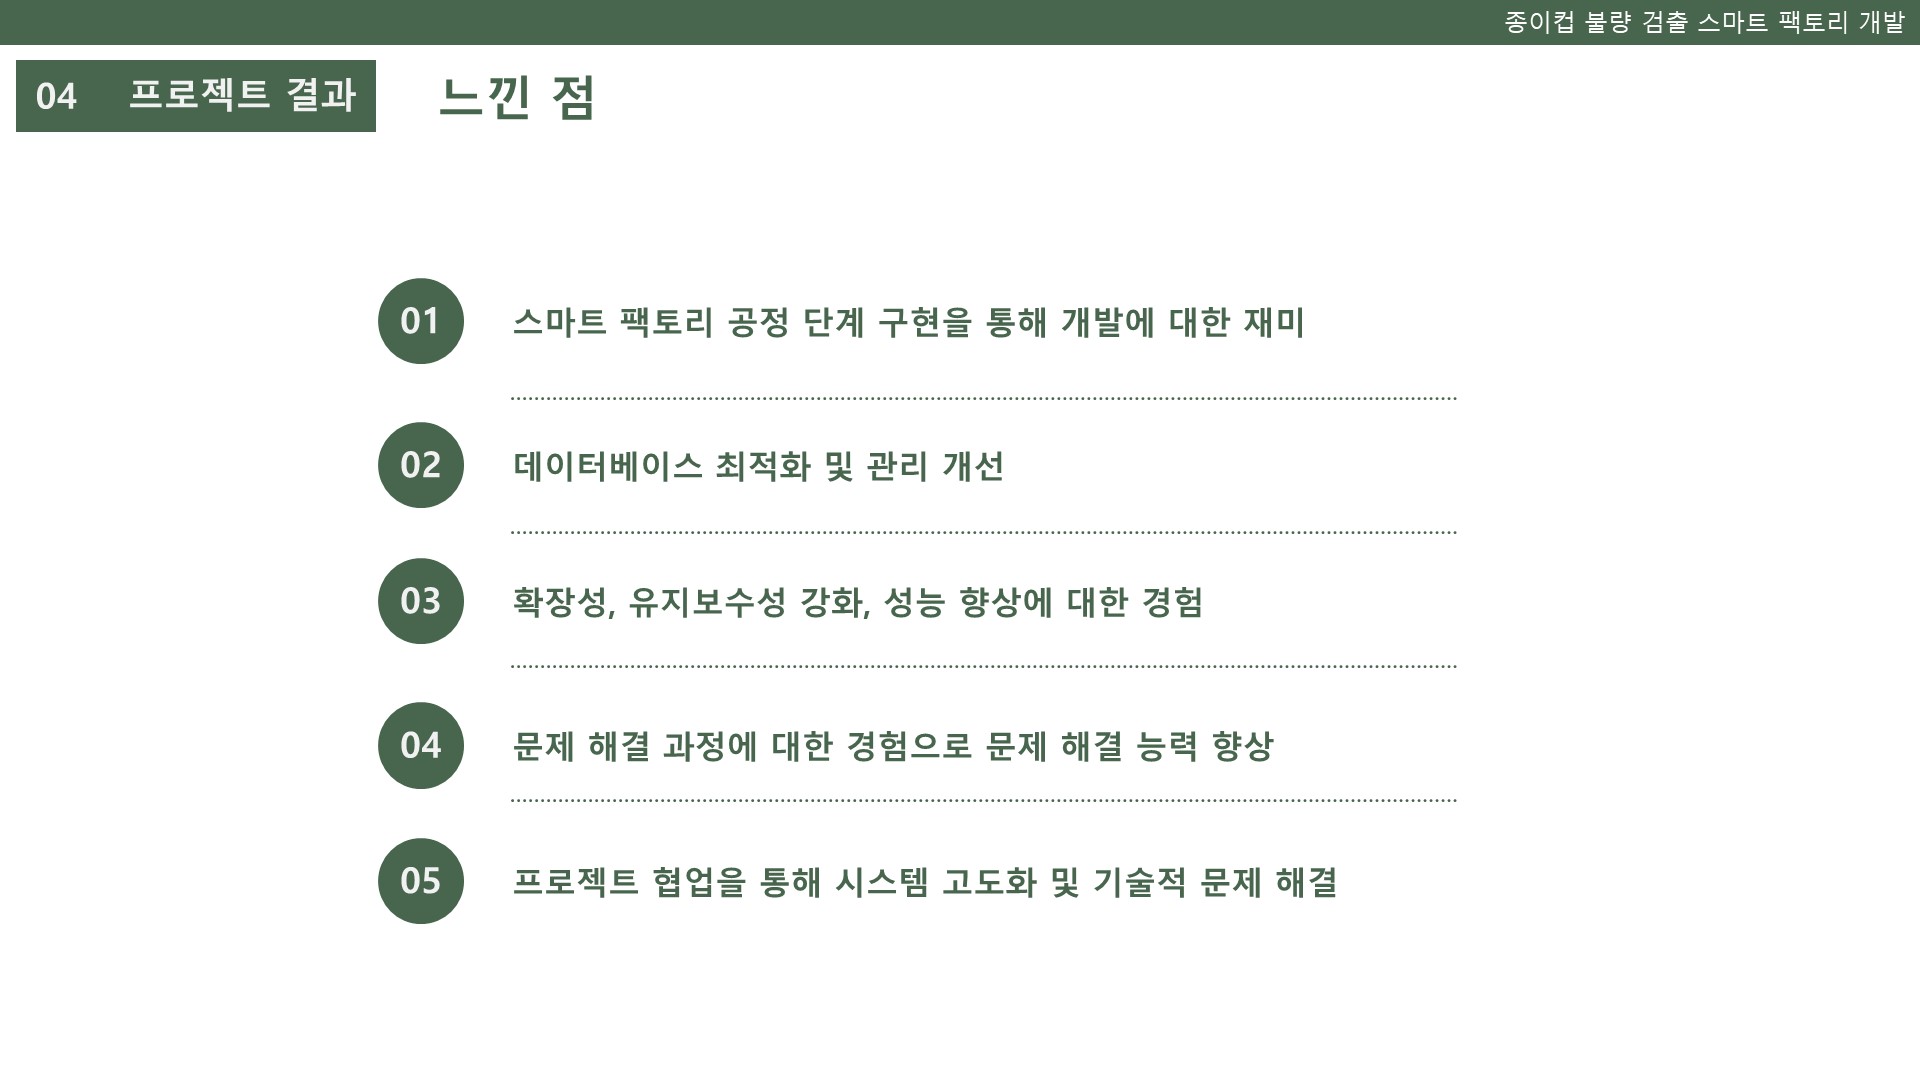 종이컵 불량 검출 스마트 팩토리 개발
04 프로젝트 결과
느낀 점
01 스마트 팩토리 공정 단계 구현을 통해 개발에 대한 재미
02 데이터베이스 최적화 및 관리 개선
03 확장성, 유지보수성 강화, 성능 향상에 대한 경험
04 문제 해결 과정에 대한 경험으로 문제 해결 능력 향상
05 프로젝트 협업을 통해 시스템 고도화 및 기술적 문제 해결